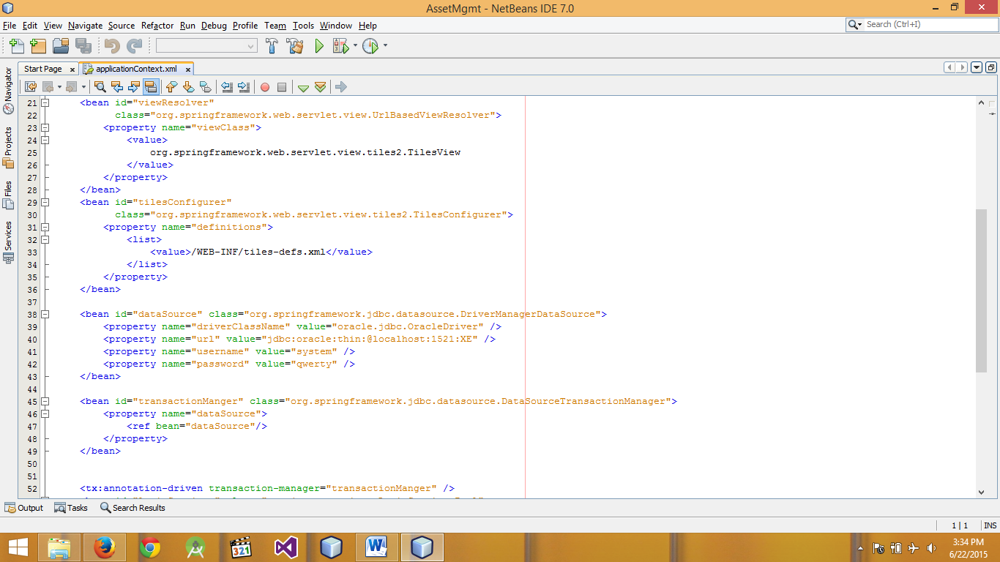 AssetMgmt - NetBeans IDE 7.0
File Edit View Navigate Source Refactor Run Debug Profile Team Tools Window Help
Search (Ctrl+I)
Start Page
applicationContext.xml
Navigator
Projects
Files
Services
21 <bean id="viewResolver"
22 class="org.springframework.web.servlet.view.UrlBasedViewResolver">
23 <property name="viewClass">
24 <value>
25 org.springframework.web.servlet.view.tiles2.TilesView
26 </value>
27 </property>
28 </bean>
29 <bean id="tilesConfigurer"
30 class="org.springframework.web.servlet.view.tiles2.TilesConfigurer">
31 <property name="definitions">
32 <list>
33 <value>/WEB-INF/tiles-defs.xml</value>
34 </list>
35 </property>
36 </bean>
37
38 <bean id="dataSource" class="org.springframework.jdbc.datasource.DriverManagerDataSource">
39 <property name="driverClassName" value="oracle.jdbc.OracleDriver" />
40 <property name="url" value="jdbc:oracle:thin:@localhost:1521:XE" />
41 <property name="username" value="system" />
42 <property name="password" value="qwerty" />
43 </bean>
44
45 <bean id="transactionManger" class="org.springframework.jdbc.datasource.DataSourceTransactionManager">
46 <property name="dataSource">
47 <ref bean="dataSource"/>
48 </property>
49 </bean>
50
51
52 <tx:annotation-driven transaction-manager="transactionManger" />
Output Tasks Search Results
1 | 1 INS
321
3:34 PM
6/22/2015